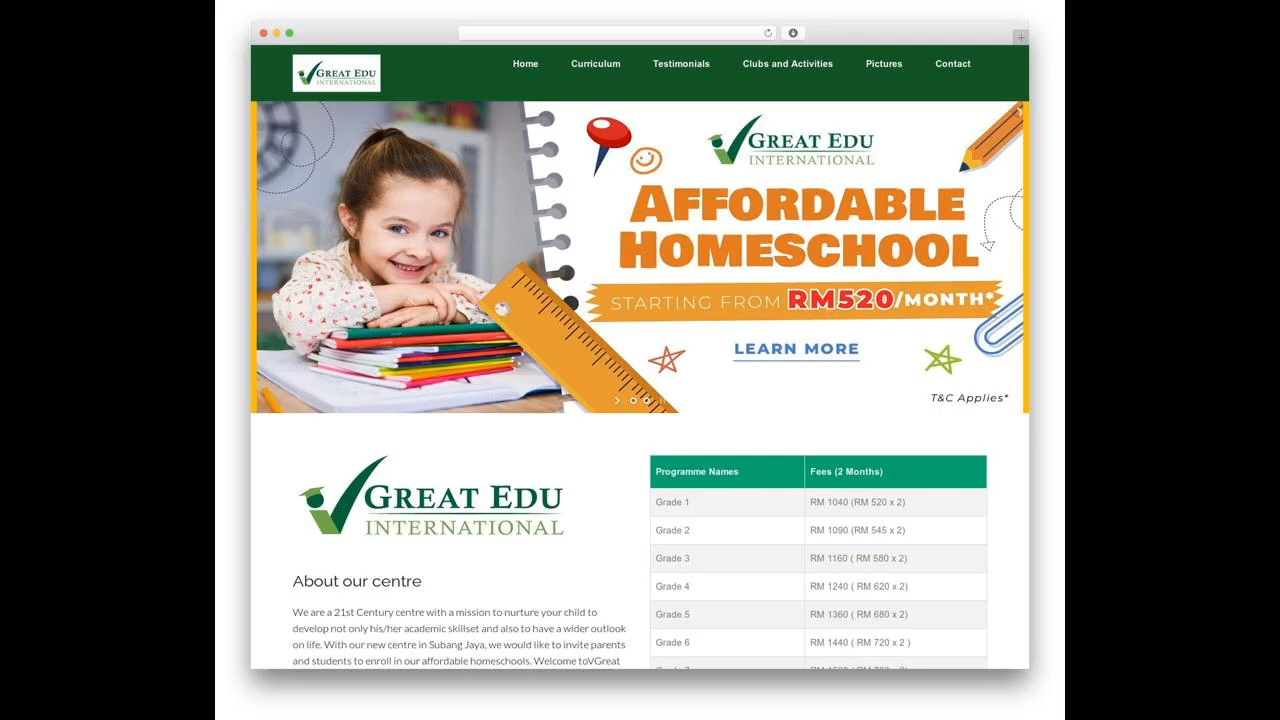 GREAT EDU
INTERNATIONAL
Home
Curriculum
Testimonials
Clubs and Activities
Pictures
Contact
GREAT EDU
INTERNATIONAL
AFFORDABLE
HOMESCHOOL
STARTING FROM RM520/MONTH*
LEARN MORE
T&C Applies*
GREAT EDU
INTERNATIONAL
About our centre
We are a 21st Century centre with a mission to nurture your child to
develop not only his/her academic skillset and also to have a wider outlook
on life. With our new centre in Subang Jaya, we would like to invite parents
and students to enroll in our affordable homeschools. Welcome toVGreat
Programme Names Fees (2 Months)
Grade 1 RM 1040 (RM 520 x 2)
Grade 2 RM 1090 (RM 545 x 2)
Grade 3 RM 1160 ( RM 580 x 2)
Grade 4 RM 1240 ( RM 620 x 2)
Grade 5 RM 1360 ( RM 680 x 2)
Grade 6 RM 1440 ( RM 720 x 2 )